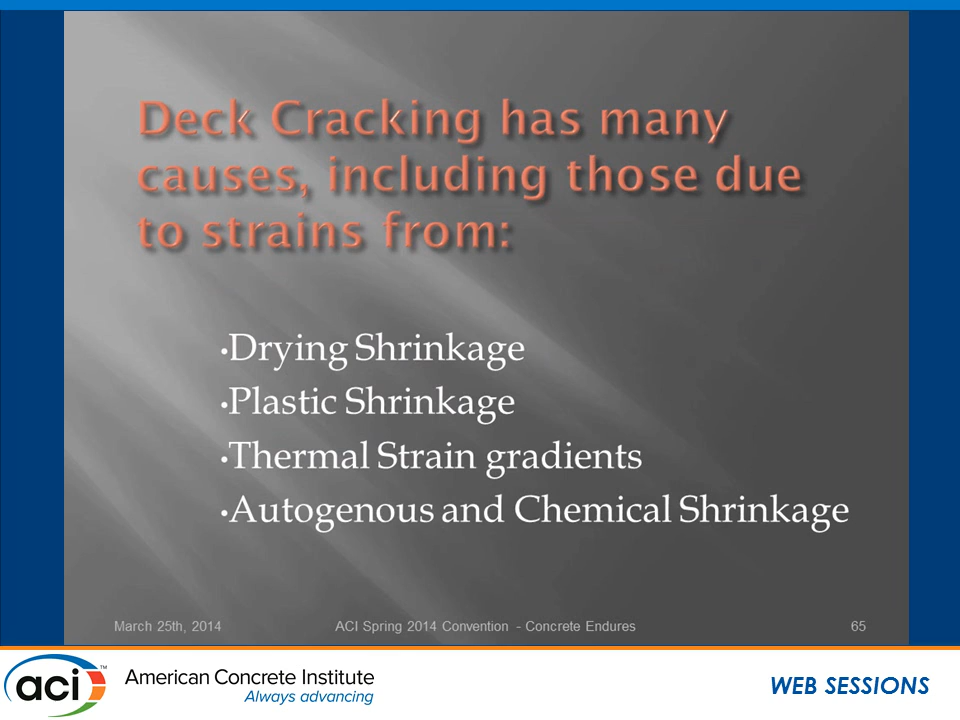 Deck Cracking has many
causes, including those due
to strains from:
•Drying Shrinkage
•Plastic Shrinkage
•Thermal Strain gradients
•Autogenous and Chemical Shrinkage
March 25th, 2014
ACI Spring 2014 Convention - Concrete Endures
65
aci™
American Concrete Institute
Always advancing
WEB SESSIONS